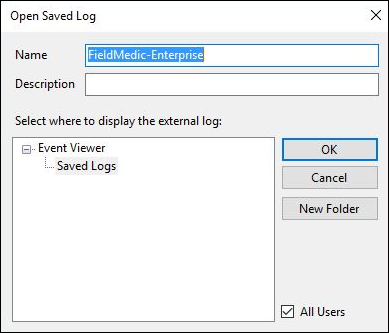 Open Saved Log
Name FieldMedic-Enterprise
Description
Select where to display the external log:
Event Viewer
Saved Logs
OK
Cancel
New Folder
All Users